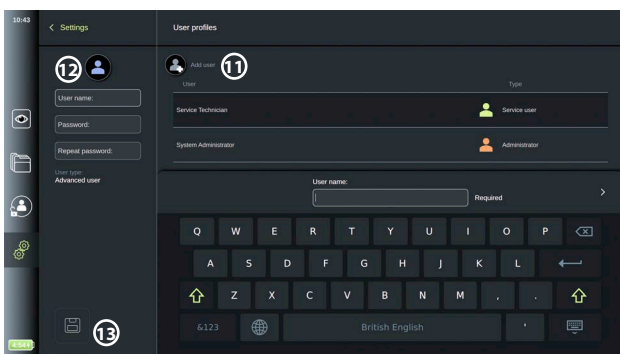 10:43
Settings
User profiles
12
Add user
11
User
Type
User name:
Service Technician
Service user
Password:
Repeat password:
System Administrator
Administrator
User type:
Advanced user
User name:
Required
Q W E R T Y U I O P
A S D F G H J K L
Z X C V B N M , .
&123
British English
'
13